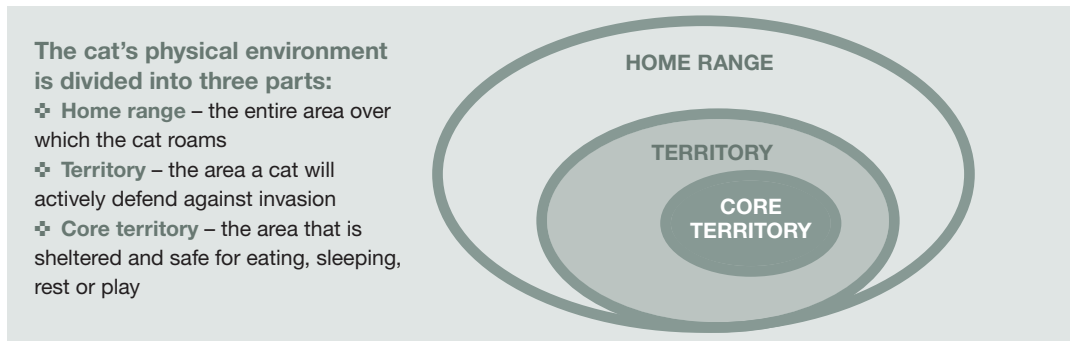 The cat's physical environment
is divided into three parts:
✣ Home range – the entire area over
which the cat roams
✣ Territory – the area a cat will
actively defend against invasion
✣ Core territory – the area that is
sheltered and safe for eating, sleeping,
rest or play
HOME RANGE
TERRITORY
CORE
TERRITORY